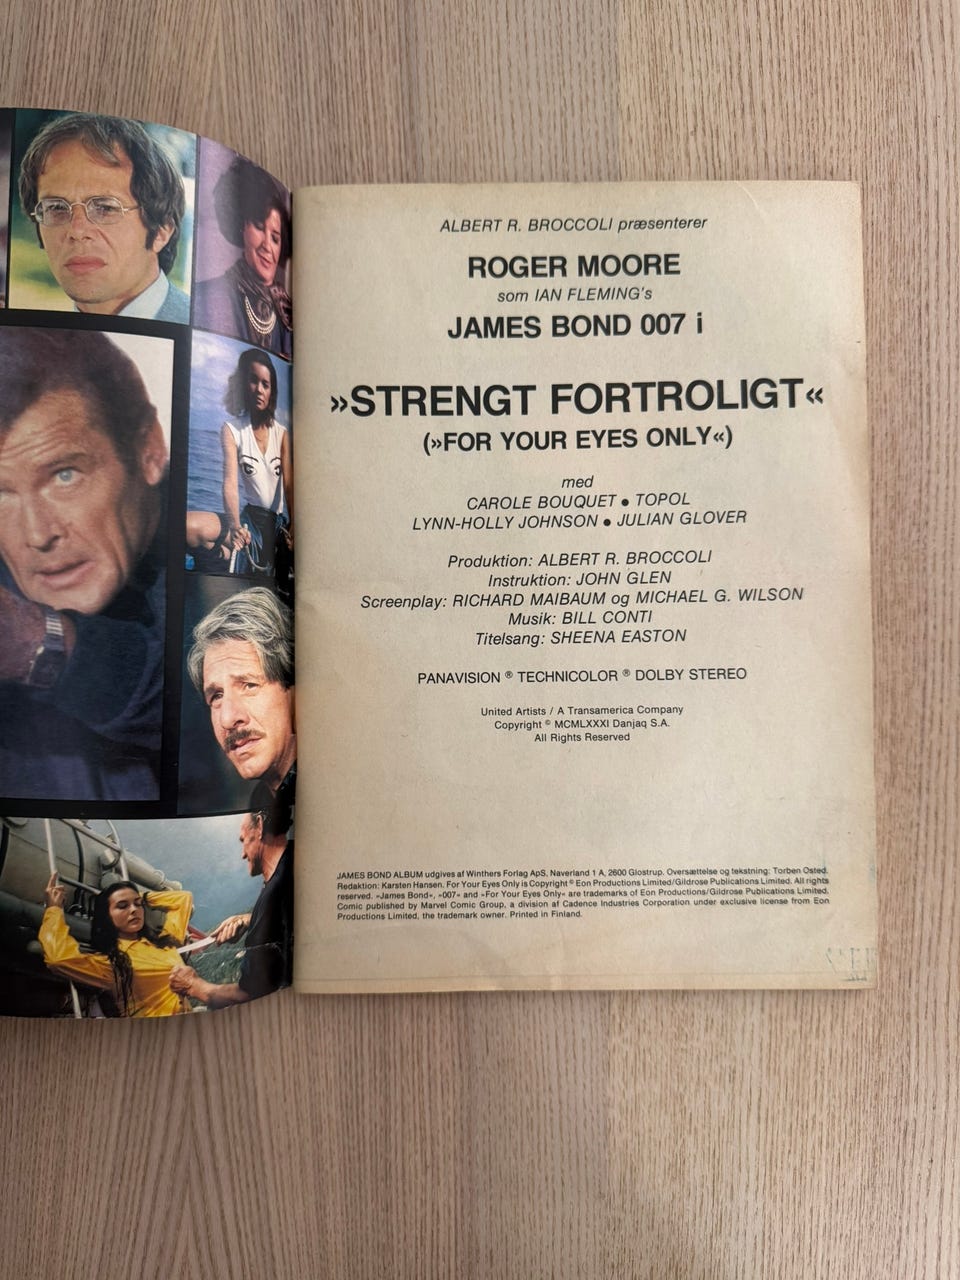 ALBERT R. BROCCOLI præsenterer
ROGER MOORE
som IAN FLEMING's
JAMES BOND 007 i
»STRENGT FORTROLIGT«
(»FOR YOUR EYES ONLY«)
med
CAROLE BOUQUET ● TOPOL
LYNN-HOLLY JOHNSON ● JULIAN GLOVER
Produktion: ALBERT R. BROCCOLI
Instruktion: JOHN GLEN
Screenplay: RICHARD MAIBAUM og MICHAEL G. WILSON
Musik: BILL CONTI
Titelsang: SHEENA EASTON
PANAVISION ® TECHNICOLOR ® DOLBY STEREO
United Artists / A Transamerica Company
Copyright © MCMLXXXI Danjaq S.A.
All Rights Reserved
JAMES BOND ALBUM udgives af Winthers Forlag ApS, Naverland 1 A, 2600 Glostrup. Oversættelse og tekstning: Torben Osted.
Redaktion: Karsten Hansen. For Your Eyes Only is Copyright © Eon Productions Limited/Gildrose Publications Limited. All rights
reserved. »James Bond«, »007« and »For Your Eyes Only« are trademarks of Eon Productions/Gildrose Publications Limited.
Comic published by Marvel Comic Group, a division af Cadence Industries Corporation under exclusive license from Eon
Productions Limited, the trademark owner. Printed in Finland.